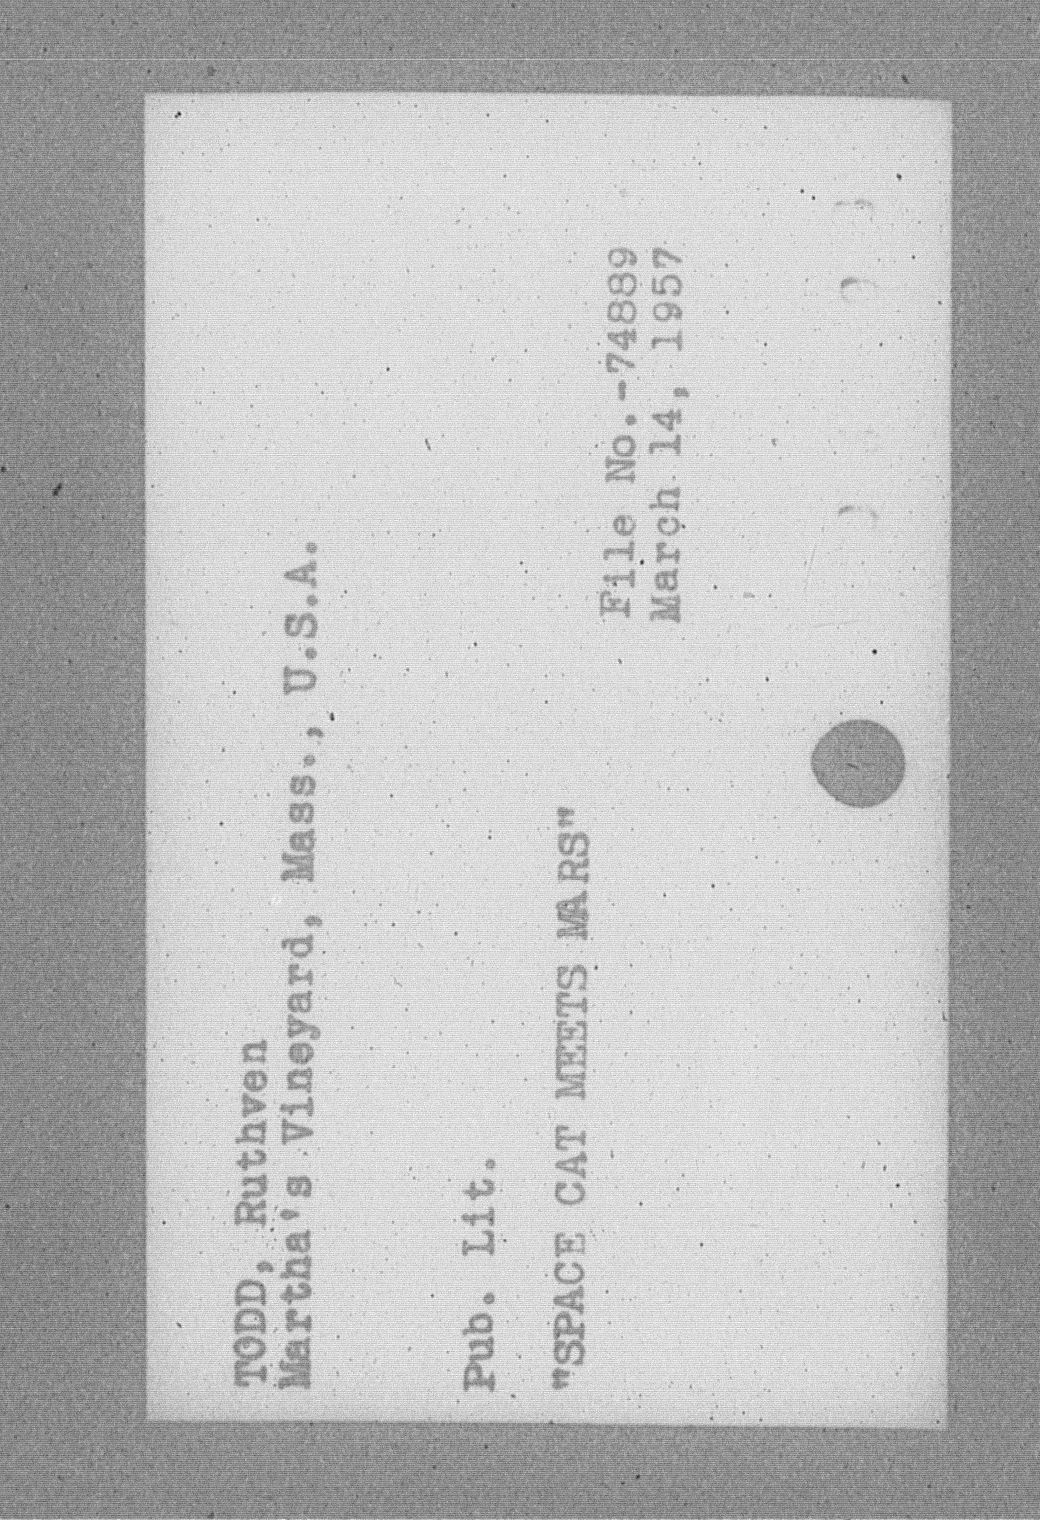 TODD, Ruthven
Martha's Vineyard, Mass., U.S.A.
Pub. Lit.
"SPACE CAT MEETS MARS"
File No.-74889
March 14, 1957